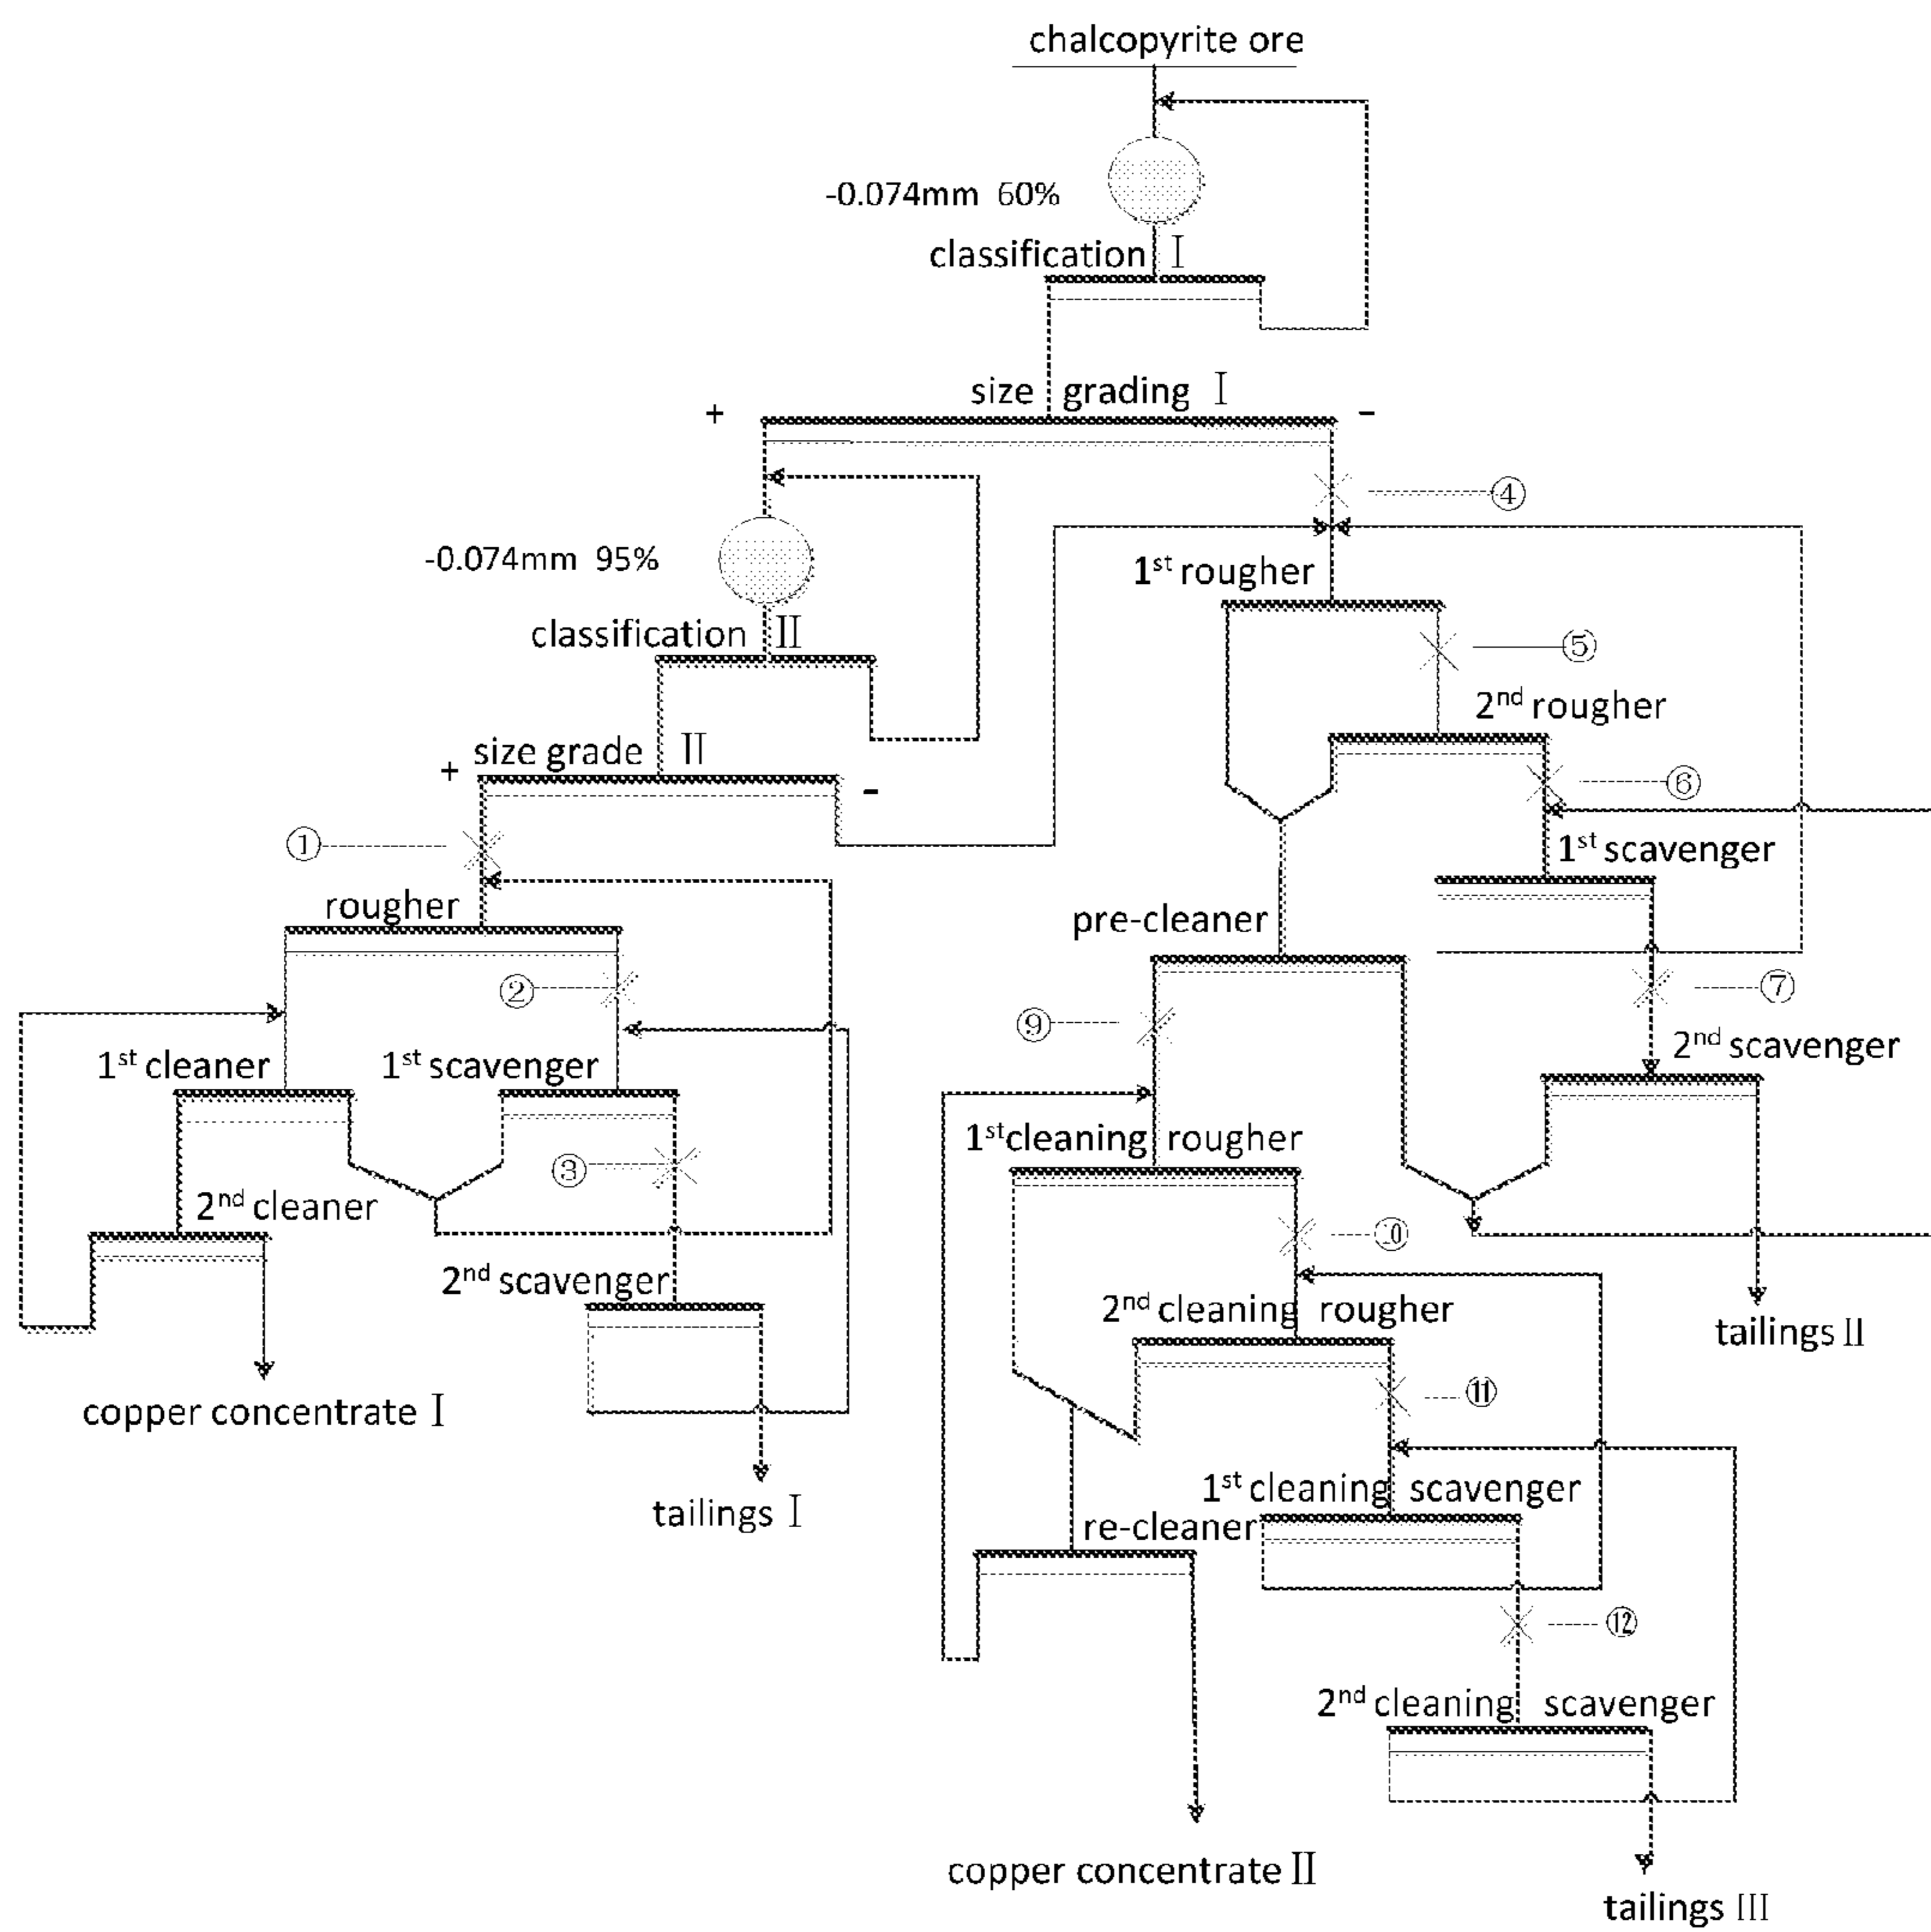 chalcopyrite ore
-0.074mm 60%
classification Ⅰ
size grading Ⅰ
+
-
④
-0.074mm 95%
1st rougher
classification Ⅱ
⑤
2nd rougher
size grade Ⅱ
+
-
⑥
①
1st scavenger
rougher
pre-cleaner
②
⑦
⑨
2nd scavenger
1st cleaner
1st scavenger
1st cleaning rougher
③
2nd cleaner
⑩
2nd scavenger
2nd cleaning rougher
tailings Ⅱ
copper concentrate Ⅰ
⑪
1st cleaning scavenger
tailings Ⅰ
re-cleaner
⑫
2nd cleaning scavenger
copper concentrate Ⅱ
tailings Ⅲ